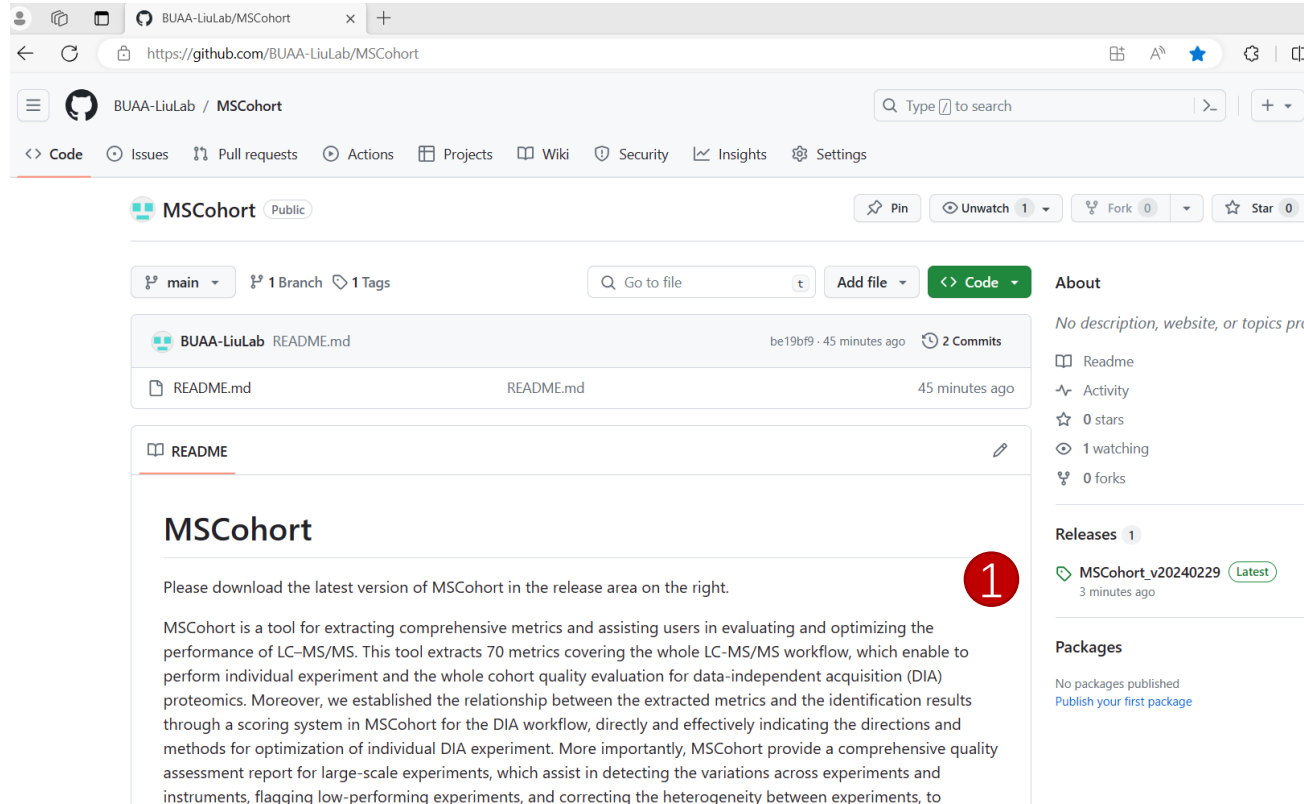 BUAA-LiuLab/MSCohort
https://github.com/BUAA-LiuLab/MSCohort
BUAA-LiuLab / MSCohort
Type / to search
Code Issues Pull requests Actions Projects Wiki Security Insights Settings
MSCohort Public
Pin Unwatch 1 Fork 0 Star 0
main 1 Branch 1 Tags Go to file t Add file Code
About
No description, website, or topics pro
BUAA-LiuLab README.md be19bf9 · 45 minutes ago 2 Commits
README.md README.md 45 minutes ago
Readme
Activity
0 stars
1 watching
0 forks
README
MSCohort
Please download the latest version of MSCohort in the release area on the right.
1
MSCohort is a tool for extracting comprehensive metrics and assisting users in evaluating and optimizing the
performance of LC–MS/MS. This tool extracts 70 metrics covering the whole LC-MS/MS workflow, which enable to
perform individual experiment and the whole cohort quality evaluation for data-independent acquisition (DIA)
proteomics. Moreover, we established the relationship between the extracted metrics and the identification results
through a scoring system in MSCohort for the DIA workflow, directly and effectively indicating the directions and
methods for optimization of individual DIA experiment. More importantly, MSCohort provide a comprehensive quality
assessment report for large-scale experiments, which assist in detecting the variations across experiments and
instruments, flagging low-performing experiments, and correcting the heterogeneity between experiments, to
Releases 1
MSCohort_v20240229 Latest
3 minutes ago
Packages
No packages published
Publish your first package